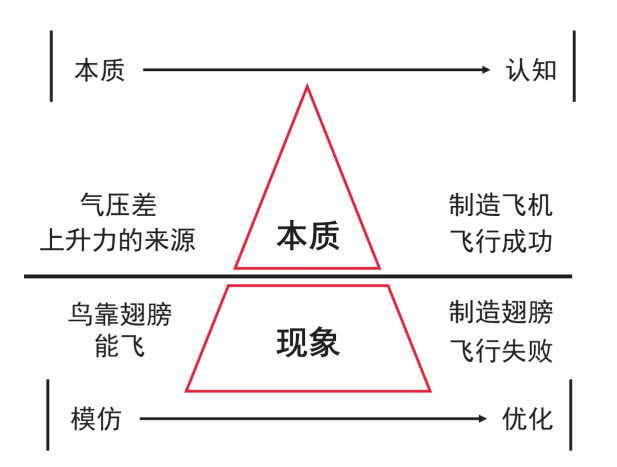 本质
认知
气压差
上升力的来源
本质
制造飞机
飞行成功
鸟靠翅膀
能飞
现象
制造翅膀
飞行失败
模仿
优化